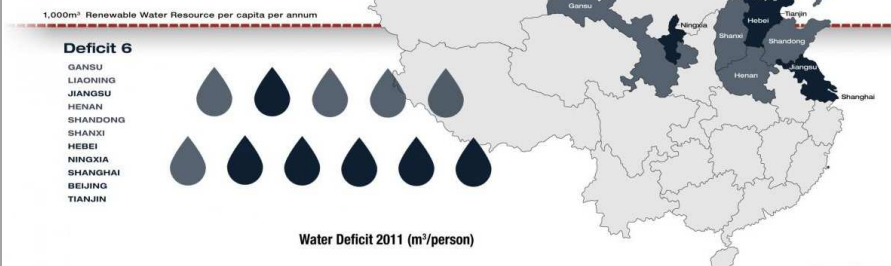 1,000m³ Renewable Water Resource per capita per annum
Deficit 6
GANSU
LIAONING
JIANGSU
HENAN
SHANDONG
SHANXI
HEBEI
NINGXIA
SHANGHAI
BEIJING
TIANJIN
Water Deficit 2011 (m³/person)
Gansu
Ningxia
Tianjin
Hebei
Shanxi
Shandong
Henan
Jiangsu
Shanghai